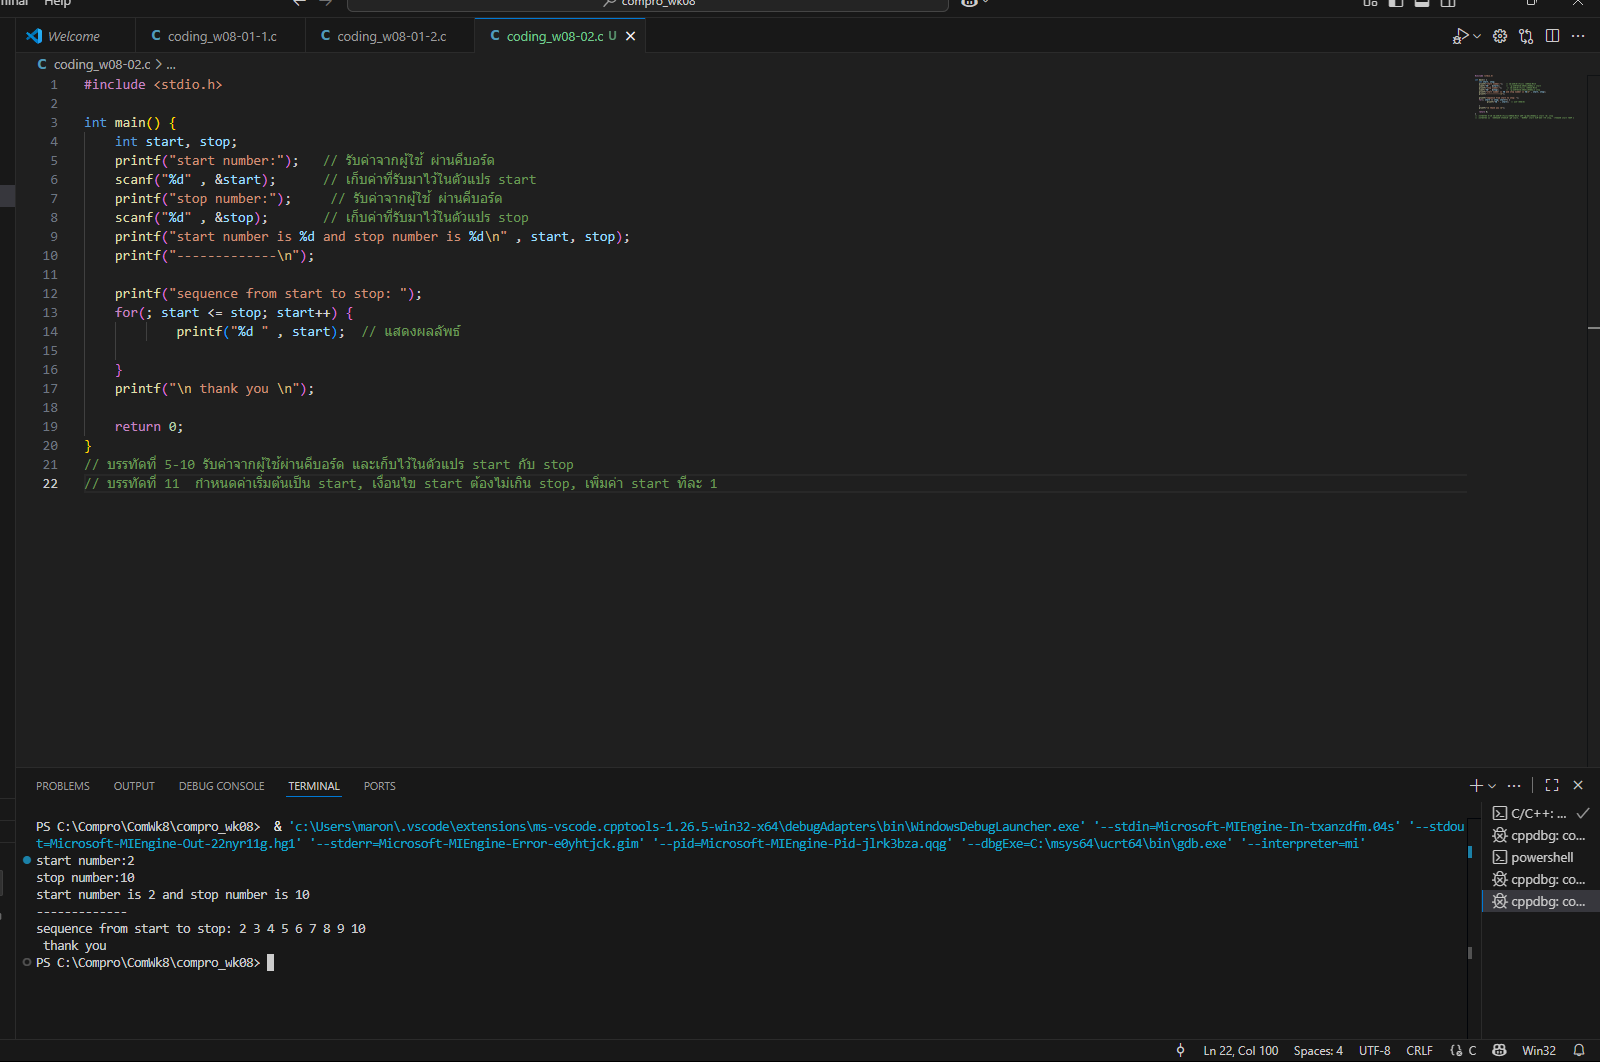 Help
compro_wk08
Welcome
C coding_w08-01-1.c
C coding_w08-01-2.c
C coding_w08-02.c U
C coding_w08-02.c > ...
1 #include <stdio.h>
2
3 int main() {
4 int start, stop;
5 printf("start number:"); // รับค่าจากผู้ใช้ ผ่านคีบอร์ด
6 scanf("%d" , &start); // เก็บค่าที่รับมาไว้ในตัวแปร start
7 printf("stop number:"); // รับค่าจากผู้ใช้ ผ่านคีบอร์ด
8 scanf("%d" , &stop); // เก็บค่าที่รับมาไว้ในตัวแปร stop
9 printf("start number is %d and stop number is %d\n" , start, stop);
10 printf("-------------\n");
11
12 printf("sequence from start to stop: ");
13 for(; start <= stop; start++) {
14 printf("%d " , start); // แสดงผลลัพธ์
15
16 }
17 printf("\n thank you \n");
18
19 return 0;
20 }
21 // บรรทัดที่ 5-10 รับค่าจากผู้ใช้ผ่านคีบอร์ด และเก็บไว้ในตัวแปร start กับ stop
22 // บรรทัดที่ 11 กำหนดค่าเริ่มต้นเป็น start, เงื่อนไข start ต้องไม่เกิน stop, เพิ่มค่า start ทีละ 1
PROBLEMS OUTPUT DEBUG CONSOLE TERMINAL PORTS
PS C:\Compro\ComWk8\compro_wk08> & 'c:\Users\maron\.vscode\extensions\ms-vscode.cpptools-1.26.5-win32-x64\debugAdapters\bin\WindowsDebugLauncher.exe' '--stdin=Microsoft-MIEngine-In-txanzdfm.04s' '--stdou
t=Microsoft-MIEngine-Out-22nyr11g.hg1' '--stderr=Microsoft-MIEngine-Error-e0yhtjck.gim' '--pid=Microsoft-MIEngine-Pid-jlrk3bza.qqg' '--dbgExe=C:\msys64\ucrt64\bin\gdb.exe' '--interpreter=mi'
start number:2
stop number:10
start number is 2 and stop number is 10
-------------
sequence from start to stop: 2 3 4 5 6 7 8 9 10
thank you
PS C:\Compro\ComWk8\compro_wk08>
C/C++: ...
cppdbg: co...
powershell
cppdbg: co...
cppdbg: co...
Ln 22, Col 100 Spaces: 4 UTF-8 CRLF C Win32